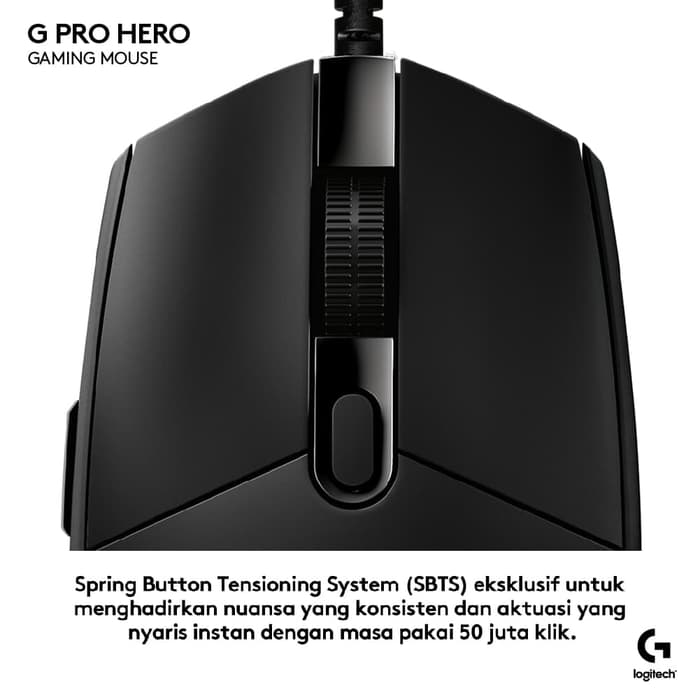 G PRO HERO
GAMING MOUSE
Spring Button Tensioning System (SBTS) eksklusif untuk
menghadirkan nuansa yang konsisten dan aktuasi yang
nyaris instan dengan masa pakai 50 juta klik.
G
logitech